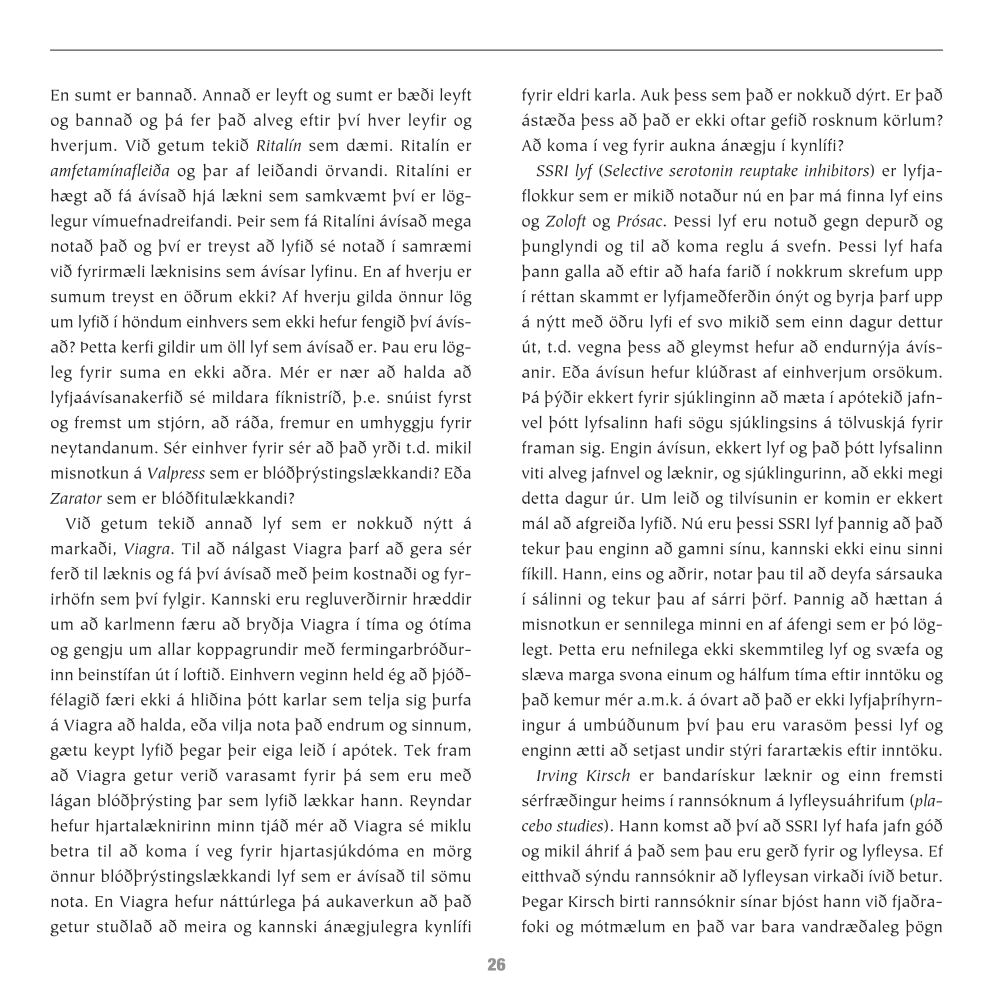 En sumt er bannað. Annað er leyft og sumt er bæði leyft
og bannað og þá fer það alveg eftir því hver leyfir og
hverjum. Við getum tekið Ritalín sem dæmi. Ritalín er
amfetamínafleiða og þar af leiðandi örvandi. Ritalíni er
hægt að fá ávísað hjá lækni sem samkvæmt því er lög-
legur vímuefnadreifandi. Þeir sem fá Ritalíni ávísað mega
notað það og því er treyst að lyfið sé notað í samræmi
við fyrirmæli læknisins sem ávísar lyfinu. En af hverju er
sumum treyst en öðrum ekki? Af hverju gilda önnur lög
um lyfið í höndum einhvers sem ekki hefur fengið því ávís-
að? Þetta kerfi gildir um öll lyf sem ávísað er. Þau eru lög-
leg fyrir suma en ekki aðra. Mér er nær að halda að
lyfjaávísanakerfið sé mildara fíknistríð, þ.e. snúist fyrst
og fremst um stjórn, að ráða, fremur en umhyggju fyrir
neytandanum. Sér einhver fyrir sér að það yrði t.d. mikil
misnotkun á Valpress sem er blóðþrýstingslækkandi? Eða
Zarator sem er blóðfitulækkandi?
Við getum tekið annað lyf sem er nokkuð nýtt á
markaði, Viagra. Til að nálgast Viagra þarf að gera sér
ferð til læknis og fá því ávísað með þeim kostnaði og fyr-
irhöfn sem því fylgir. Kannski eru regluverðirnir hræddir
um að karlmenn færu að bryðja Viagra í tíma og ótíma
og gengju um allar koppagrundir með fermingarbróður-
inn beinstífan út í loftið. Einhvern veginn held ég að þjóð-
félagið færi ekki á hliðina þótt karlar sem telja sig þurfa
á Viagra að halda, eða vilja nota það endrum og sinnum,
gætu keypt lyfið þegar þeir eiga leið í apótek. Tek fram
að Viagra getur verið varasamt fyrir þá sem eru með
lágan blóðþrýsting þar sem lyfið lækkar hann. Reyndar
hefur hjartalæknirinn minn tjáð mér að Viagra sé miklu
betra til að koma í veg fyrir hjartasjúkdóma en mörg
önnur blóðþrýstingslækkandi lyf sem er ávísað til sömu
nota. En Viagra hefur náttúrlega þá aukaverkun að það
getur stuðlað að meira og kannski ánægjulegra kynlífi
fyrir eldri karla. Auk þess sem það er nokkuð dýrt. Er það
ástæða þess að það er ekki oftar gefið rosknum körlum?
Að koma í veg fyrir aukna ánægju í kynlífi?
SSRI lyf (Selective serotonin reuptake inhibitors) er lyfja-
flokkur sem er mikið notaður nú en þar má finna lyf eins
og Zoloft og Prósac. Þessi lyf eru notuð gegn depurð og
þunglyndi og til að koma reglu á svefn. Þessi lyf hafa
þann galla að eftir að hafa farið í nokkrum skrefum upp
í réttan skammt er lyfjameðferðin ónýt og byrja þarf upp
á nýtt með öðru lyfi ef svo mikið sem einn dagur dettur
út, t.d. vegna þess að gleymst hefur að endurnýja ávís-
anir. Eða ávísun hefur klúðrast af einhverjum orsökum.
Þá þýðir ekkert fyrir sjúklinginn að mæta í apótekið jafn-
vel þótt lyfsalinn hafi sögu sjúklingsins á tölvuskjá fyrir
framan sig. Engin ávísun, ekkert lyf og það þótt lyfsalinn
viti alveg jafnvel og læknir, og sjúklingurinn, að ekki megi
detta dagur úr. Um leið og tilvísunin er komin er ekkert
mál að afgreiða lyfið. Nú eru þessi SSRI lyf þannig að það
tekur þau enginn að gamni sínu, kannski ekki einu sinni
fíkill. Hann, eins og aðrir, notar þau til að deyfa sársauka
í sálinni og tekur þau af sárri þörf. Þannig að hættan á
misnotkun er sennilega minni en af áfengi sem er þó lög-
legt. Þetta eru nefnilega ekki skemmtileg lyf og svæfa og
slæva marga svona einum og hálfum tíma eftir inntöku og
það kemur mér a.m.k. á óvart að það er ekki lyfjaþríhyrn-
ingur á umbúðunum því þau eru varasöm þessi lyf og
enginn ætti að setjast undir stýri farartækis eftir inntöku.
Irving Kirsch er bandarískur læknir og einn fremsti
sérfræðingur heims í rannsóknum á lyfleysuáhrifum (pla-
cebo studies). Hann komst að því að SSRI lyf hafa jafn góð
og mikil áhrif á það sem þau eru gerð fyrir og lyfleysa. Ef
eitthvað sýndu rannsóknir að lyfleysan virkaði ívið betur.
Þegar Kirsch birti rannsóknir sínar bjóst hann við fjaðra-
foki og mótmælum en það var bara vandræðaleg þögn
26